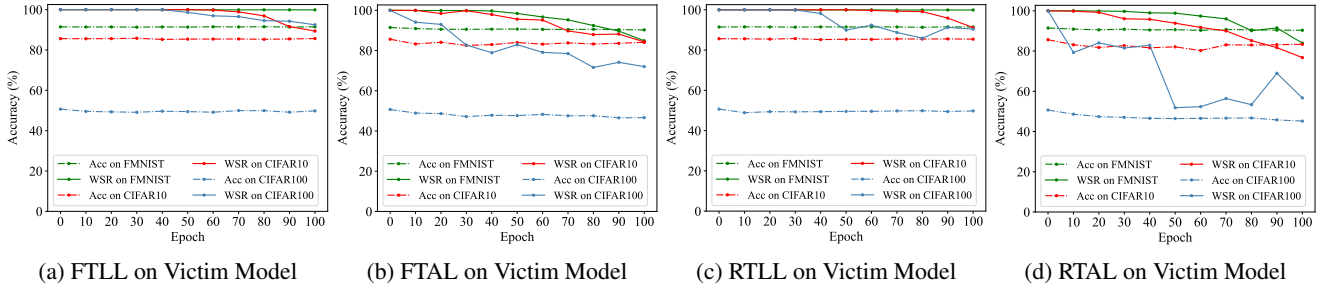 Accuracy (%)
100
80
60
40
20
0
Acc on FMNIST
WSR on FMNIST
Acc on CIFAR10
WSR on CIFAR10
Acc on CIFAR100
WSR on CIFAR100
0 10 20 30 40 50 60 70 80 90 100
Epoch
(a) FTLL on Victim Model
Accuracy (%)
100
80
60
40
20
0
Acc on FMNIST
WSR on FMNIST
Acc on CIFAR10
WSR on CIFAR10
Acc on CIFAR100
WSR on CIFAR100
0 10 20 30 40 50 60 70 80 90 100
Epoch
(b) FTAL on Victim Model
Accuracy (%)
100
80
60
40
20
0
Acc on FMNIST
WSR on FMNIST
Acc on CIFAR10
WSR on CIFAR10
Acc on CIFAR100
WSR on CIFAR100
0 10 20 30 40 50 60 70 80 90 100
Epoch
(c) RTLL on Victim Model
Accuracy (%)
100
80
60
40
20
0
Acc on FMNIST
WSR on FMNIST
Acc on CIFAR10
WSR on CIFAR10
Acc on CIFAR100
WSR on CIFAR100
0 10 20 30 40 50 60 70 80 90 100
Epoch
(d) RTAL on Victim Model